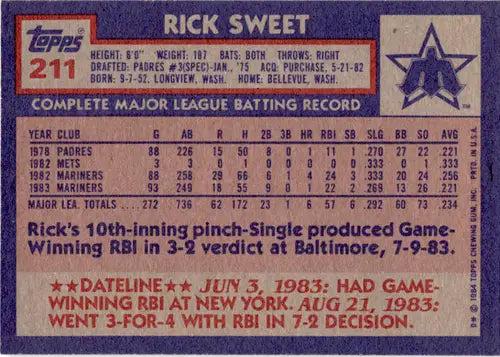 RICK SWEET
Topps
211
HEIGHT: 6'0" WEIGHT: 197 BATS: BOTH THROWS: RIGHT
DRAFTED: PADRES #3(SPEC)-JAN., '75 ACQ: PURCHASE, 5-21-82
BORN: 9-7-52. LONGVIEW, WASH. HOME: BELLEVUE, WASH.
TM
COMPLETE MAJOR LEAGUE BATTING RECORD
YEAR CLUB G AB R H 2B 3B HR RBI SB SLG BB SO AVG
1978 PADRES 88 226 15 50 8 0 1 11 1 .270 27 22 .221
1982 METS 3 3 0 1 0 0 0 0 0 .333 0 1 .333
1982 MARINERS 88 258 29 66 6 1 4 24 3 .333 20 24 .256
1983 MARINERS 93 249 18 55 9 0 1 22 2 .269 13 26 .221
MAJOR LEA. TOTALS 272 736 62 172 23 1 6 57 6 .292 60 73 .234
Rick's 10th-inning pinch-Single produced Game-
Winning RBI in 3-2 verdict at Baltimore, 7-9-83.
★★DATELINE★★ JUN 3, 1983: HAD GAME-
WINNING RBI AT NEW YORK. AUG 21, 1983:
WENT 3-FOR-4 WITH RBI IN 7-2 DECISION.
D* © 1984 TOPPS CHEWING GUM, INC. PRTD. IN U.S.A.